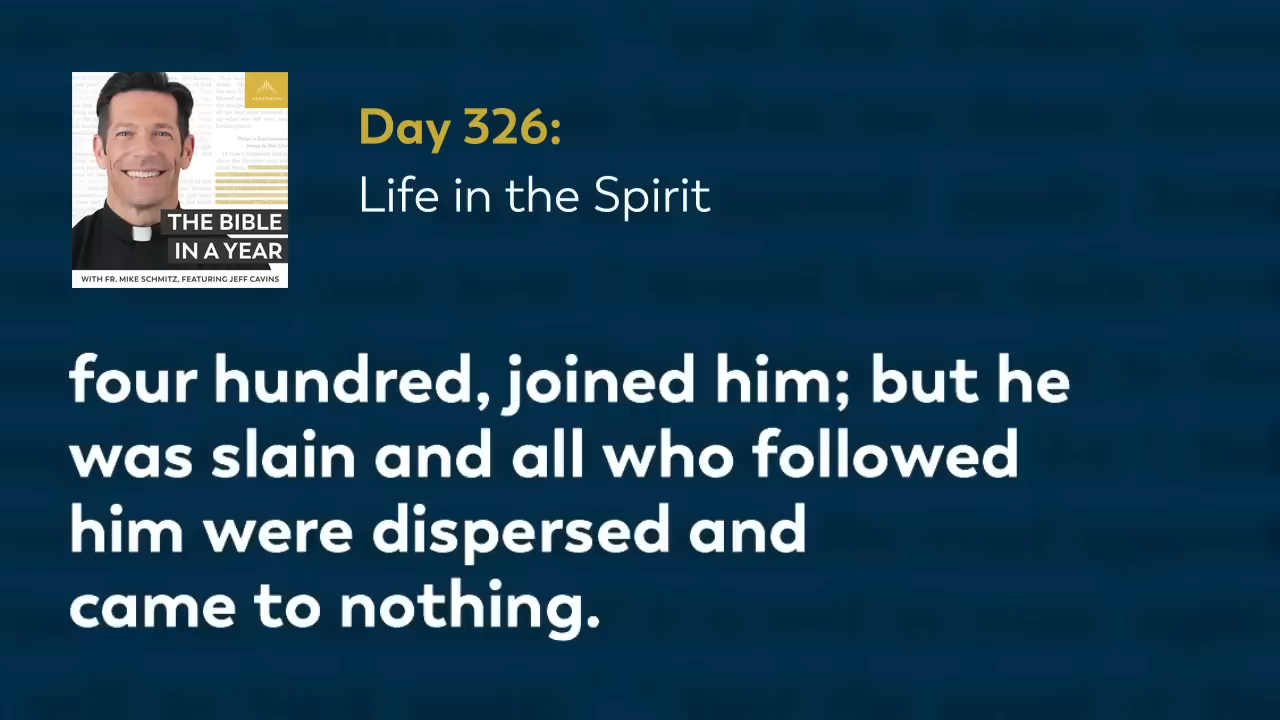 THE BIBLE
IN A YEAR
WITH FR. MIKE SCHMITZ, FEATURING JEFF CAVINS
Day 326:
Life in the Spirit
four hundred, joined him; but he
was slain and all who followed
him were dispersed and
came to nothing.